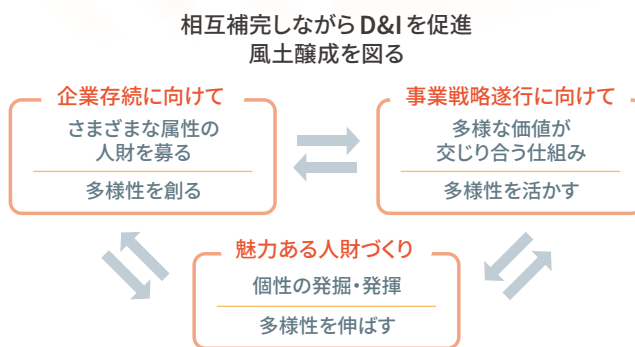 相互補完しながらD&Iを促進
風土醸成を図る
企業存続に向けて
さまざまな属性の
人財を募る
多様性を創る
事業戦略遂行に向けて
多様な価値が
交じり合う仕組み
多様性を活かす
魅力ある人財づくり
個性の発掘・発揮
多様性を伸ばす